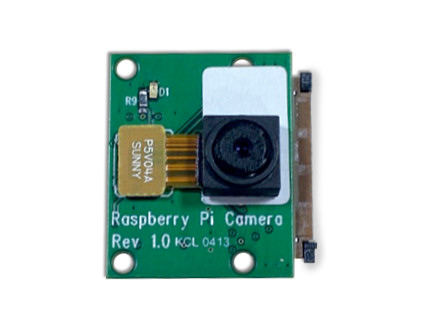 D1
R9
P5V04A
SUNNY
Raspberry Pi Camera
Rev. 1.0 KCL 0413